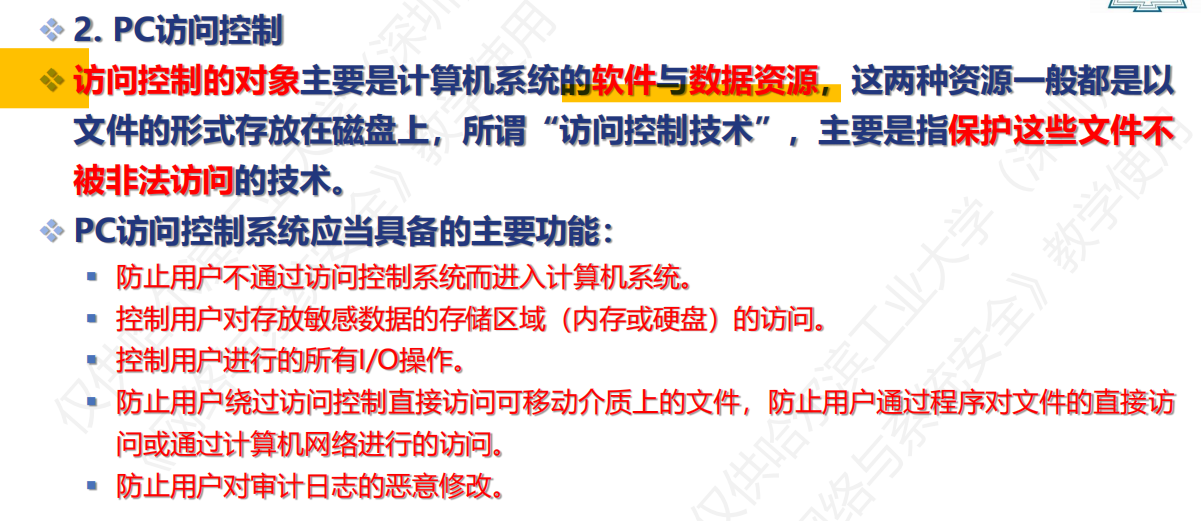 2. PC访问控制
访问控制的对象主要是计算机系统的软件与数据资源，这两种资源一般都是以
文件的形式存放在磁盘上，所谓“访问控制技术”，主要是指保护这些文件不
被非法访问的技术。
PC访问控制系统应当具备的主要功能：
防止用户不通过访问控制系统而进入计算机系统。
控制用户对存放敏感数据的存储区域（内存或硬盘）的访问。
控制用户进行的所有I/O操作。
防止用户绕过访问控制直接访问可移动介质上的文件，防止用户通过程序对文件的直接访
问或通过计算机网络进行的访问。
防止用户对审计日志的恶意修改。
仅供哈尔滨工业大学（深圳
络与系统安全》教学使用